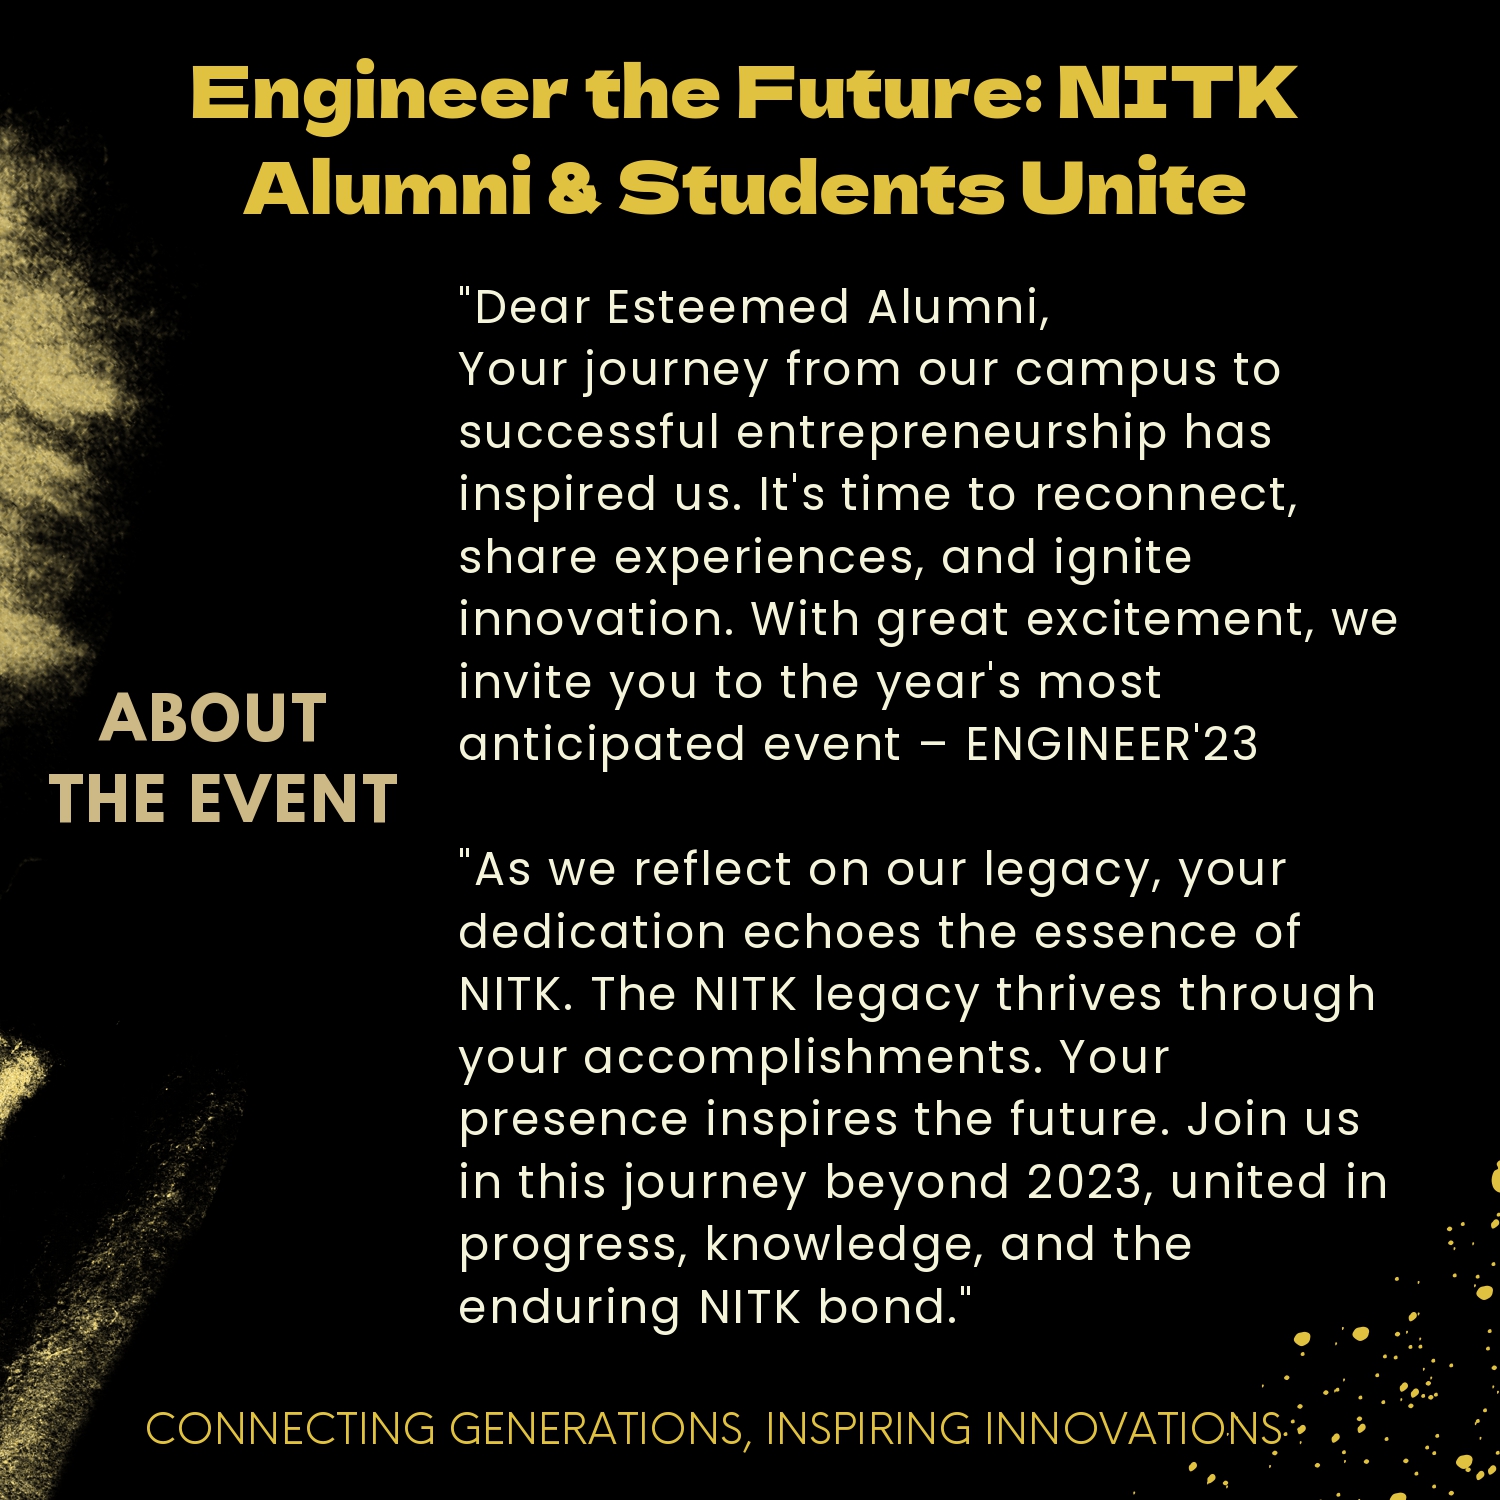 Engineer the Future: NITK
Alumni & Students Unite
"Dear Esteemed Alumni,
Your journey from our campus to
successful entrepreneurship has
inspired us. It's time to reconnect,
share experiences, and ignite
innovation. With great excitement, we
invite you to the year's most
anticipated event – ENGINEER'23
ABOUT
THE EVENT
"As we reflect on our legacy, your
dedication echoes the essence of
NITK. The NITK legacy thrives through
your accomplishments. Your
presence inspires the future. Join us
in this journey beyond 2023, united in
progress, knowledge, and the
enduring NITK bond."
CONNECTING GENERATIONS, INSPIRING INNOVATIONS